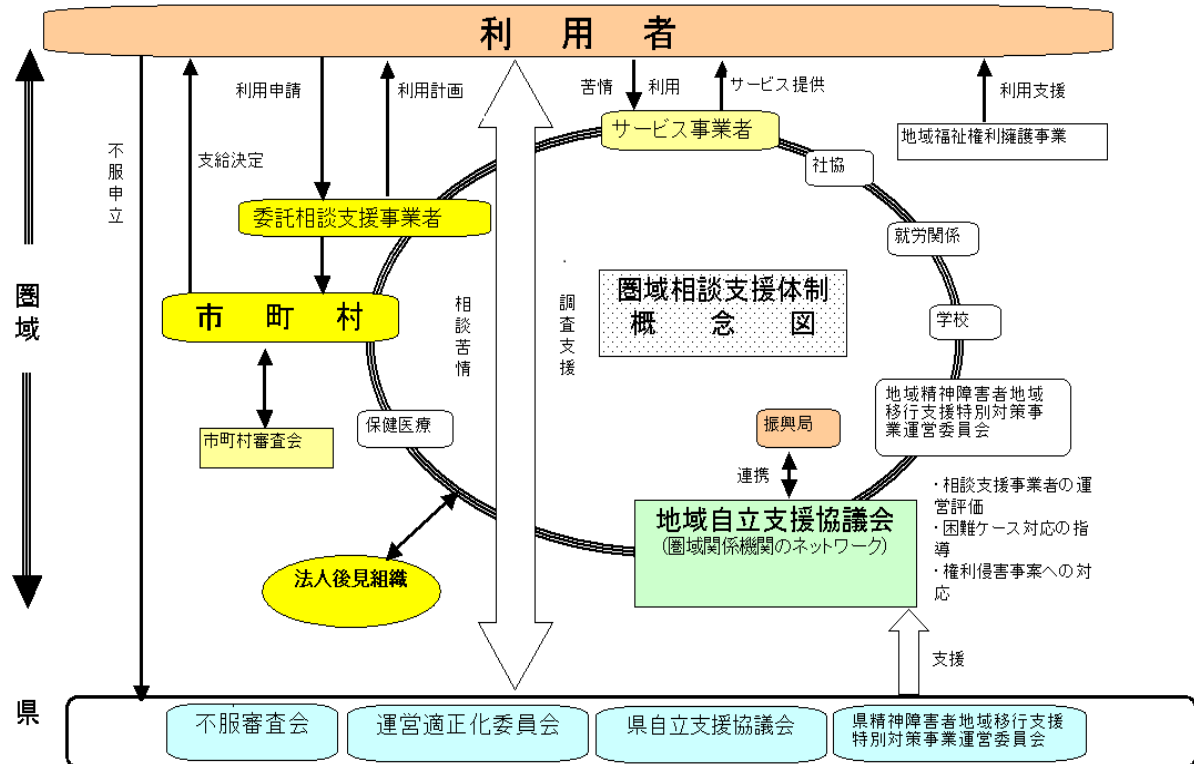 利用者
利用申請
利用計画
苦情
利用
サービス提供
利用支援
サービス事業者
地域福祉権利擁護事業
不服申立
支給決定
社協
委託相談支援事業者
就労関係
圏域
圏域相談支援体制
概念図
市町村
相談苦情
調査支援
学校
地域精神障害者地域
移行支援特別対策事
業運営委員会
保健医療
振興局
市町村審査会
連携
・相談支援事業者の運
営評価
・困難ケース対応の指
導
・権利侵害事案への対
応
地域自立支援協議会
(圏域関係機関のネットワーク)
法人後見組織
支援
県
不服審査会
運営適正化委員会
県自立支援協議会
県精神障害者地域移行支援
特別対策事業運営委員会